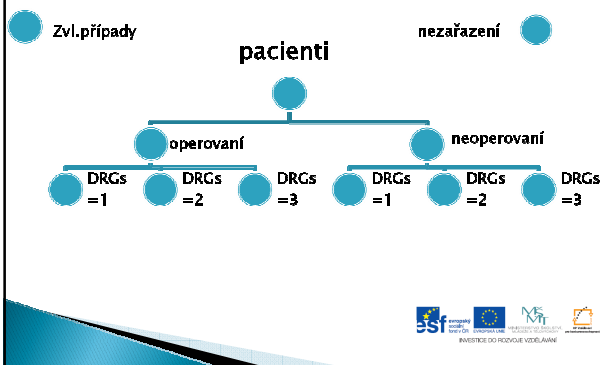 Zvl.případy
nezařazení
pacienti
operovaní
neoperovaní
DRGs
=1
DRGs
=2
DRGs
=3
DRGs
=1
DRGs
=2
DRGs
=3
esf
evropský
sociální
fond v ČR
EVROPSKÁ UNIE
INVESTICE DO ROZVOJE VZDĚLÁVÁNÍ